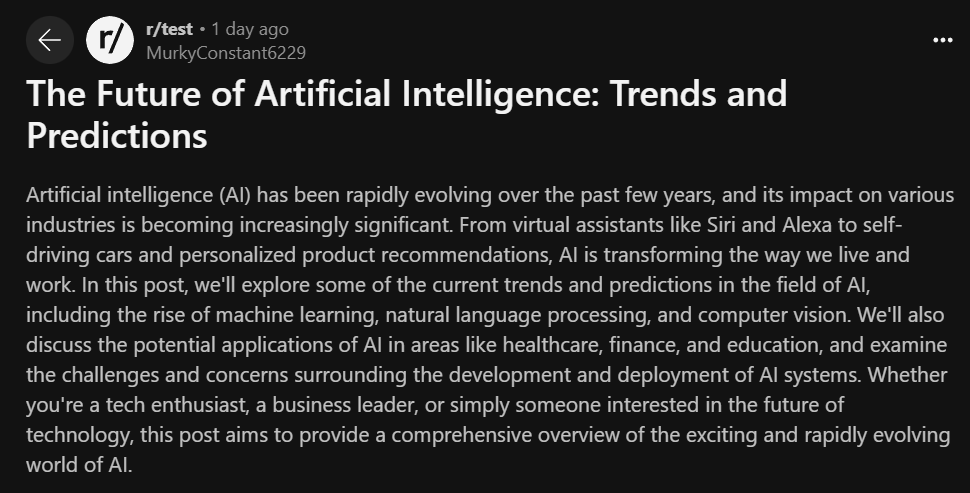 r/
r/test • 1 day ago
MurkyConstant6229
The Future of Artificial Intelligence: Trends and
Predictions
Artificial intelligence (AI) has been rapidly evolving over the past few years, and its impact on various
industries is becoming increasingly significant. From virtual assistants like Siri and Alexa to self-
driving cars and personalized product recommendations, AI is transforming the way we live and
work. In this post, we'll explore some of the current trends and predictions in the field of AI,
including the rise of machine learning, natural language processing, and computer vision. We'll also
discuss the potential applications of AI in areas like healthcare, finance, and education, and examine
the challenges and concerns surrounding the development and deployment of AI systems. Whether
you're a tech enthusiast, a business leader, or simply someone interested in the future of
technology, this post aims to provide a comprehensive overview of the exciting and rapidly evolving
world of AI.